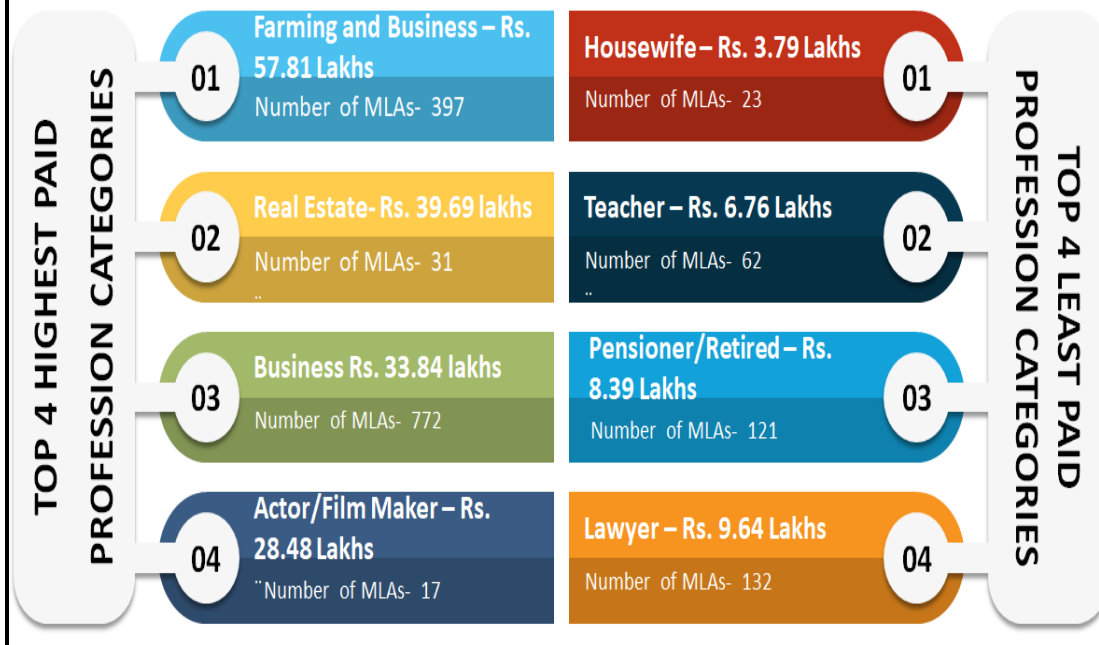 TOP 4 HIGHEST PAID
PROFESSION CATEGORIES
01
Farming and Business – Rs.
57.81 Lakhs
Number of MLAs- 397
02
Real Estate- Rs. 39.69 lakhs
Number of MLAs- 31
¨
03
Business Rs. 33.84 lakhs
Number of MLAs- 772
04
Actor/Film Maker – Rs.
28.48 Lakhs
¨Number of MLAs- 17
TOP 4 LEAST PAID
PROFESSION CATEGORIES
Housewife – Rs. 3.79 Lakhs
Number of MLAs- 23
01
Teacher – Rs. 6.76 Lakhs
Number of MLAs- 62
¨
02
Pensioner/Retired – Rs.
8.39 Lakhs
Number of MLAs- 121
03
Lawyer – Rs. 9.64 Lakhs
Number of MLAs- 132
04